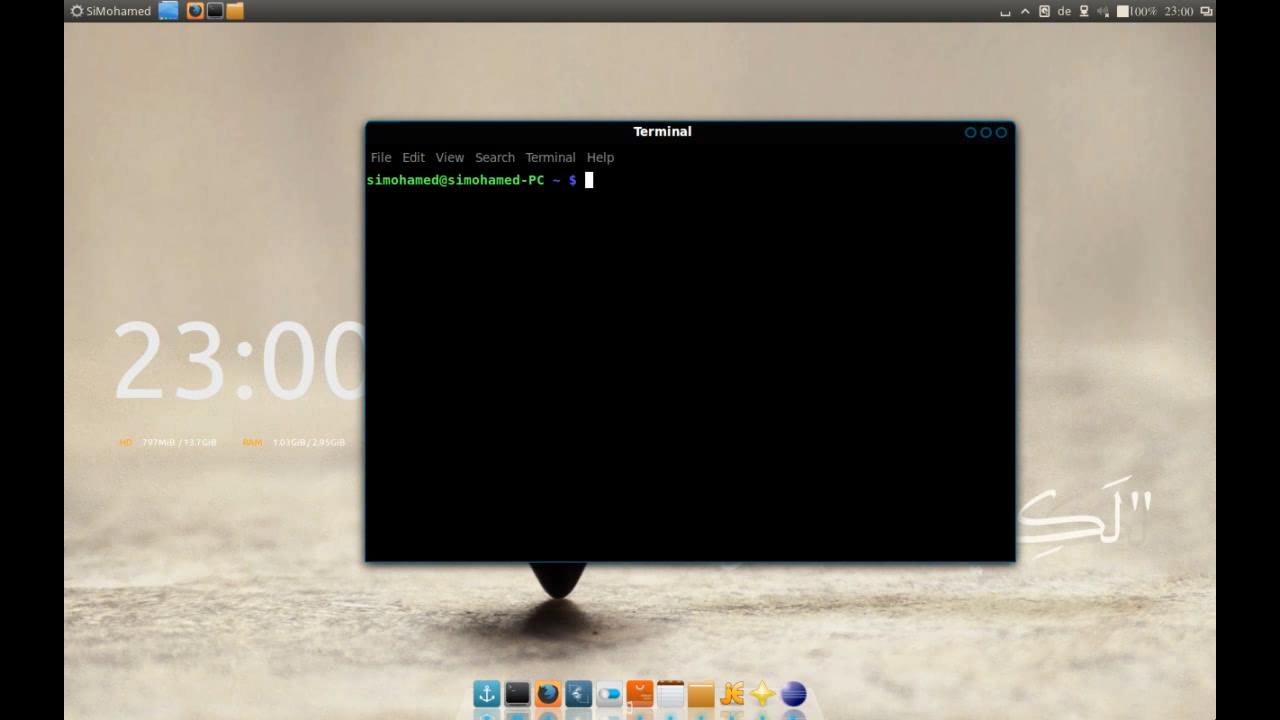 SiMohamed
de 100% 23:00
Terminal
File Edit View Search Terminal Help
simohamed@simohamed-PC ~ $
23:00
HD 797MiB / 13.7GiB RAM 1.03GiB / 2.95GiB
"لَكِ